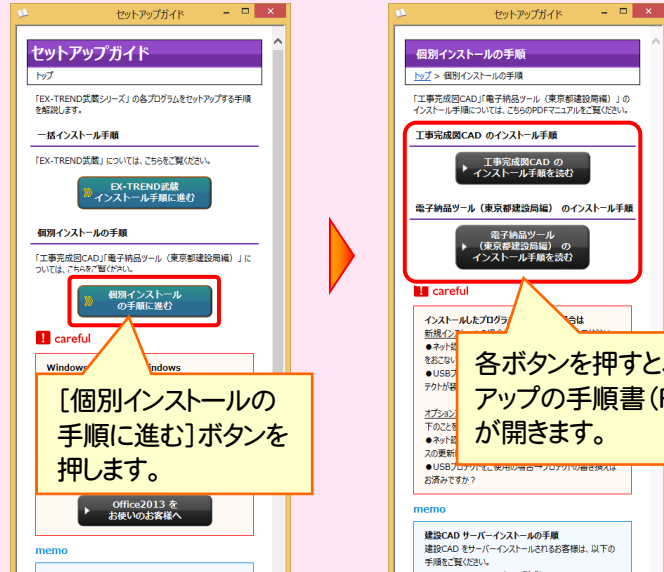 セットアップガイド
セットアップガイド
トップ
「EX-TREND武蔵シリーズ」の各プログラムをセットアップする手順
を解説します。
一括インストール手順
「EX-TREND武蔵」については、こちらをご覧ください。
EX-TREND武蔵
インストール手順に進む
個別インストールの手順
「工事完成図CAD」「電子納品ツール（東京都建設局編）」に
ついては、こちらをご覧ください。
個別インストール
の手順に進む
careful
Windows
indows
［個別インストールの
手順に進む］ボタンを
押します。
Office2013 を
お使いのお客様へ
memo
セットアップガイド
個別インストールの手順
トップ > 個別インストールの手順
「工事完成図CAD」「電子納品ツール（東京都建設局編）」の
インストール手順については、こちらのPDFマニュアルをご覧ください。
工事完成図CAD のインストール手順
工事完成図CAD の
インストール手順を読む
電子納品ツール（東京都建設局編） のインストール手順
電子納品ツール
（東京都建設局編） の
インストール手順を読む
careful
インストールしたプログラ
合は
新規イン
●ネット認
をおこない
●USBプ
テクトが装
オプション
下のことを
●ネット認
スの更新
●USBプロテクトをご使用の場合→プロテクトの書き換えは
お済みですか？
各ボタンを押すと、
アップの手順書（
が開きます。
memo
建設CAD サーバーインストールの手順
建設CAD をサーバーインストールされるお客様は、以下の
手順をご覧ください。